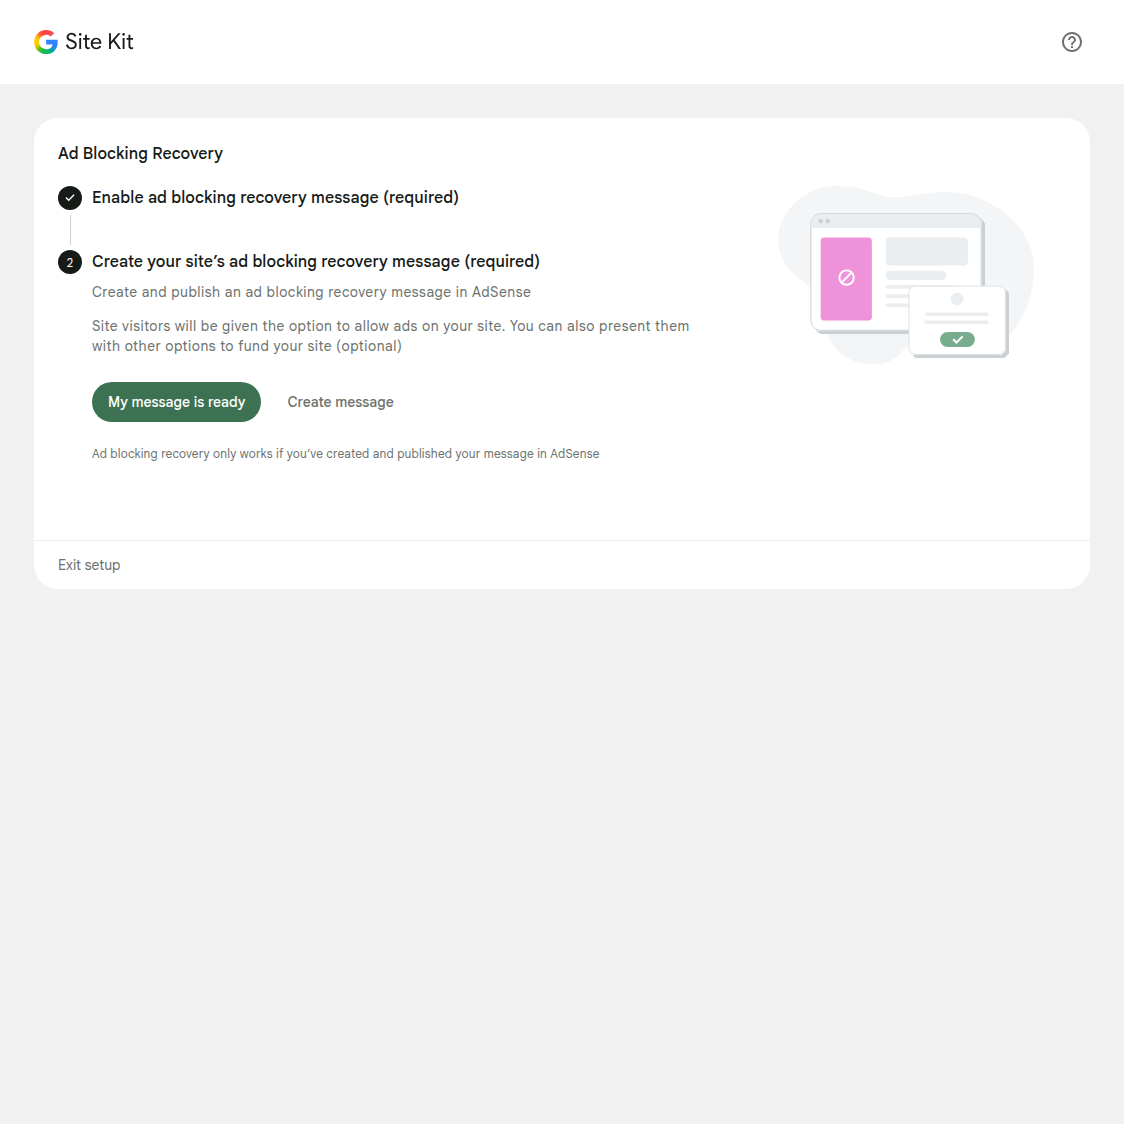 Site Kit
Ad Blocking Recovery
Enable ad blocking recovery message (required)
2
Create your site’s ad blocking recovery message (required)
Create and publish an ad blocking recovery message in AdSense
Site visitors will be given the option to allow ads on your site. You can also present them
with other options to fund your site (optional)
My message is ready
Create message
Ad blocking recovery only works if you’ve created and published your message in AdSense
Exit setup